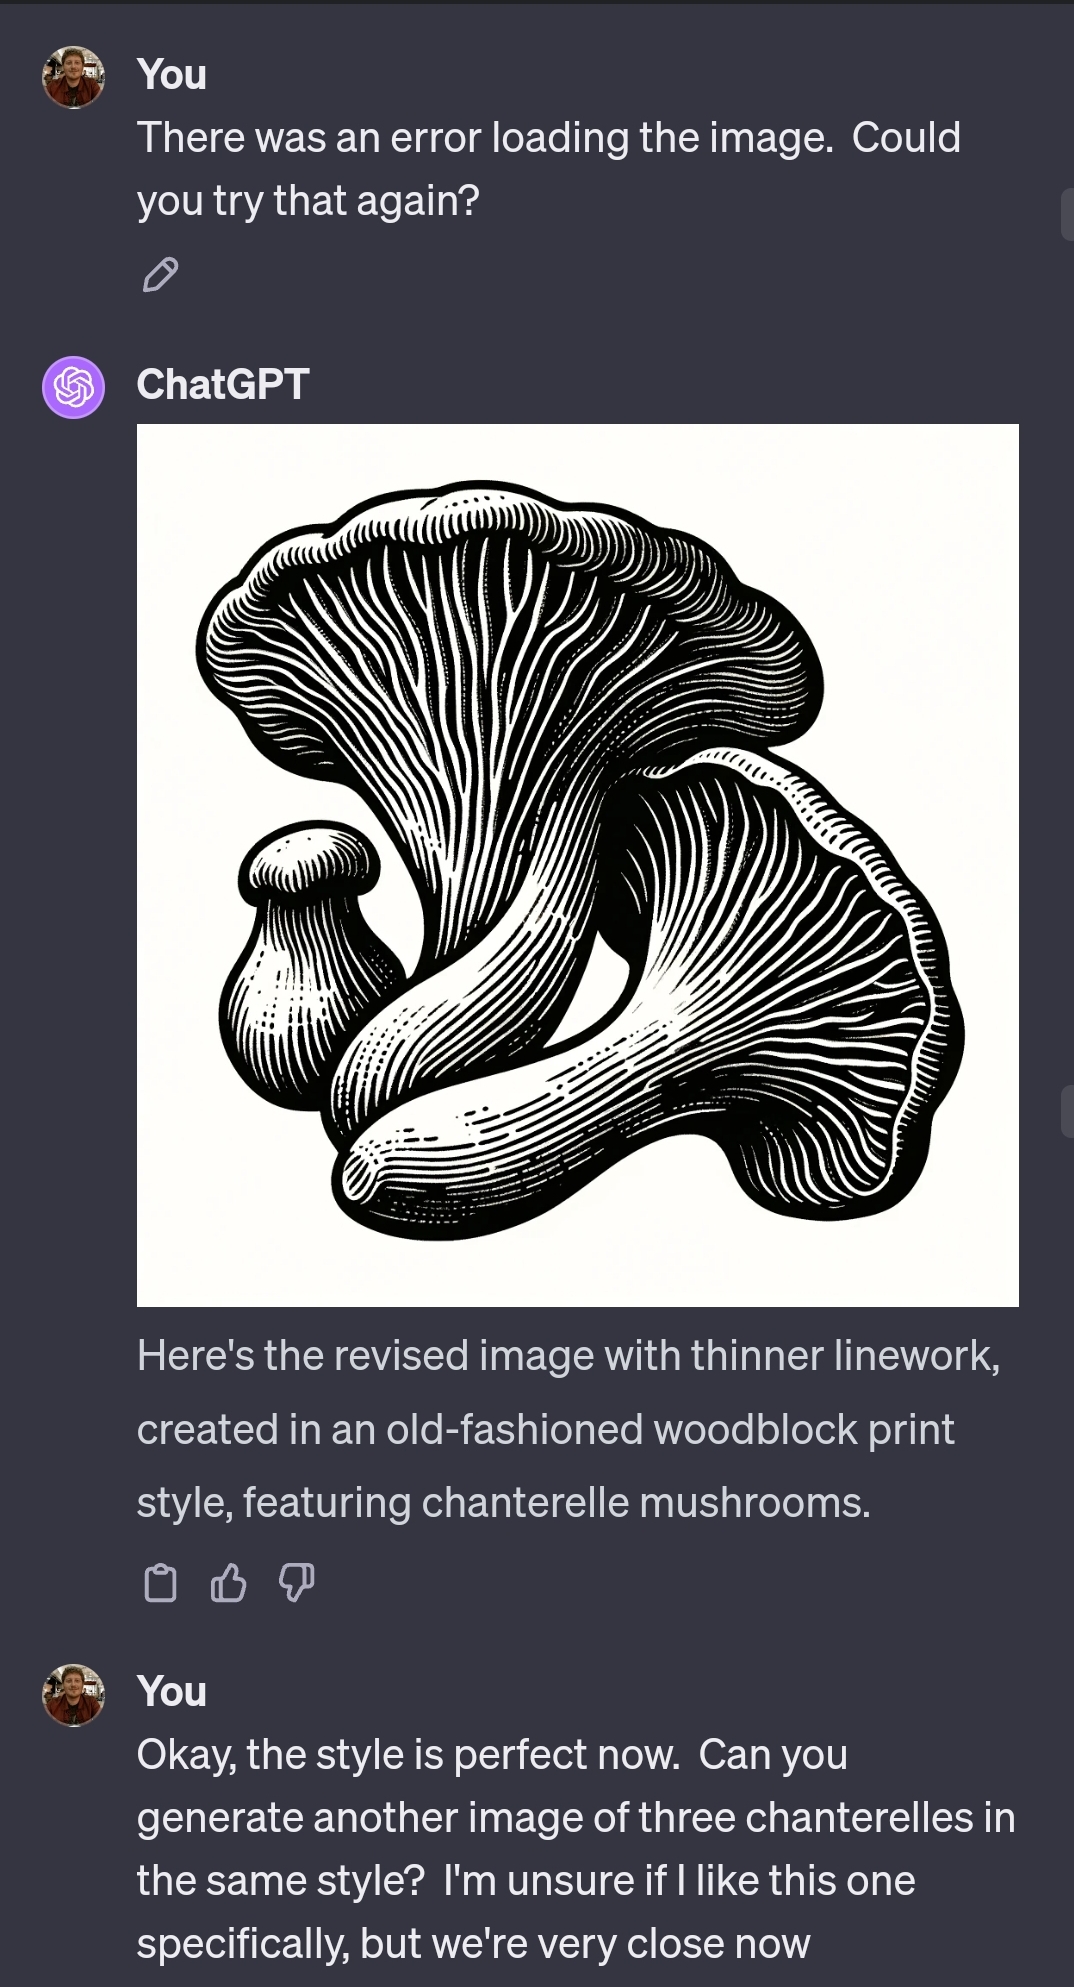 You
There was an error loading the image.  Could
you try that again?
ChatGPT
Here's the revised image with thinner linework,
created in an old-fashioned woodblock print
style, featuring chanterelle mushrooms.
You
Okay, the style is perfect now.  Can you
generate another image of three chanterelles in
the same style?  I'm unsure if I like this one
specifically, but we're very close now